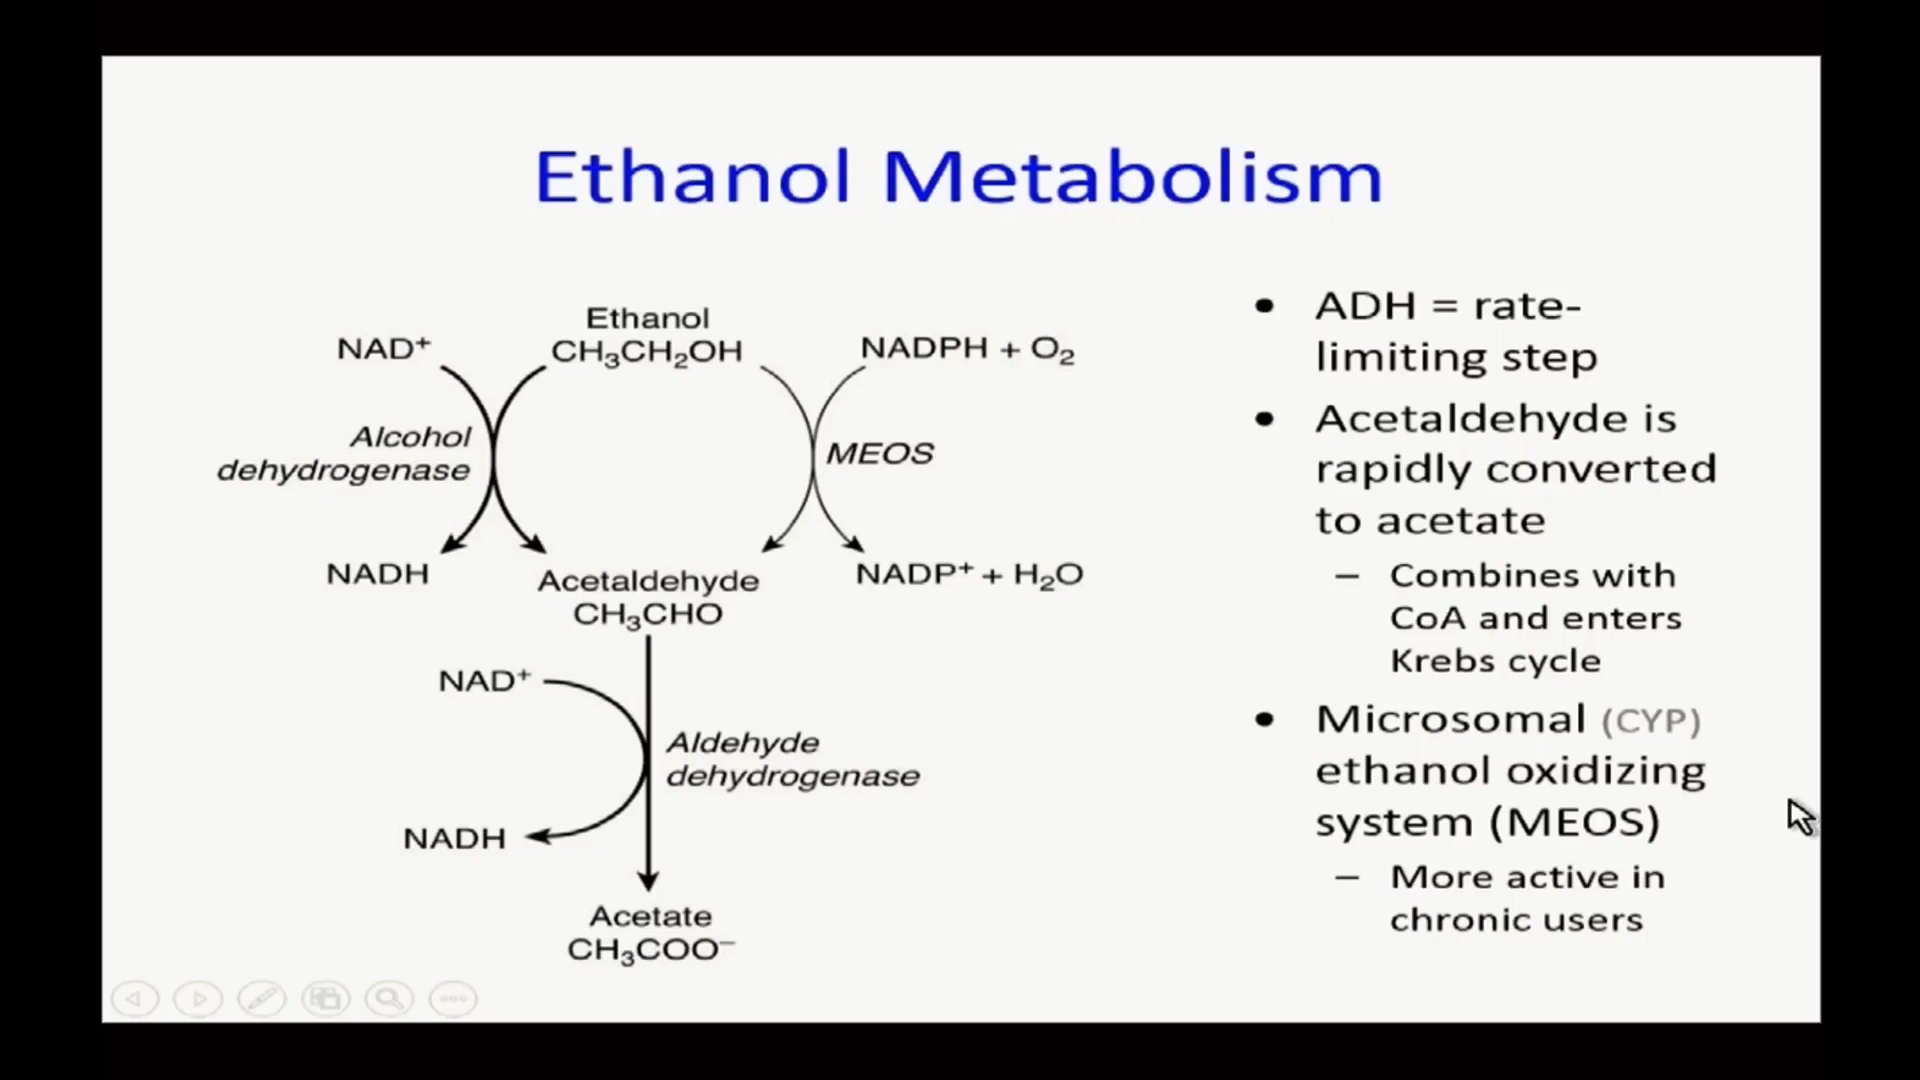 Ethanol Metabolism
Ethanol
NAD⁺ CH₃CH₂OH NADPH + O₂
Alcohol
dehydrogenase
MEOS
NADH
Acetaldehyde
CH₃CHO
NADP⁺ + H₂O
NAD⁺
Aldehyde
dehydrogenase
NADH
Acetate
CH₃COO⁻
• ADH = rate-
limiting step
• Acetaldehyde is
rapidly converted
to acetate
– Combines with
CoA and enters
Krebs cycle
• Microsomal (CYP)
ethanol oxidizing
system (MEOS)
– More active in
chronic users